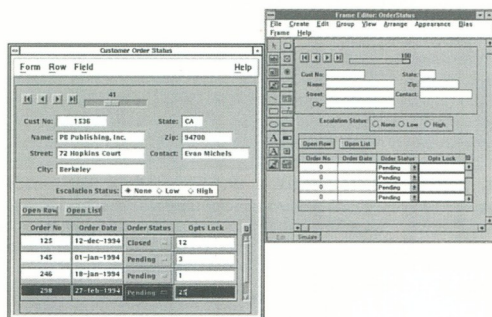 Customer Order Status
Form Row Field Help
41
Cust No: 1536 State: CA
Name: PE Publishing, Inc. Zip: 94700
Street: 72 Hopkins Court Contact: Evan Michels
City: Berkeley
Escalation Status: None Low High
Open Row Open List
Order No Order Date Order Status Opts Lock
125 12-dec-1994 Closed 12
145 01-jan-1994 Pending 3
246 18-jan-1994 Pending 1
298 27-feb-1994 Pending 25
Frame Editor: OrderStatus
File Create Edit Group View Arrange Appearance Bias
Frame Help
Cust No: State:
Name: Zip:
Street: Contact:
City:
Escalation Status: None Low High
Open Row Open List
Order No. Order Date Order Status Opts Lock
0 Pending
0 Pending
0 Pending
0 Pending
Simple